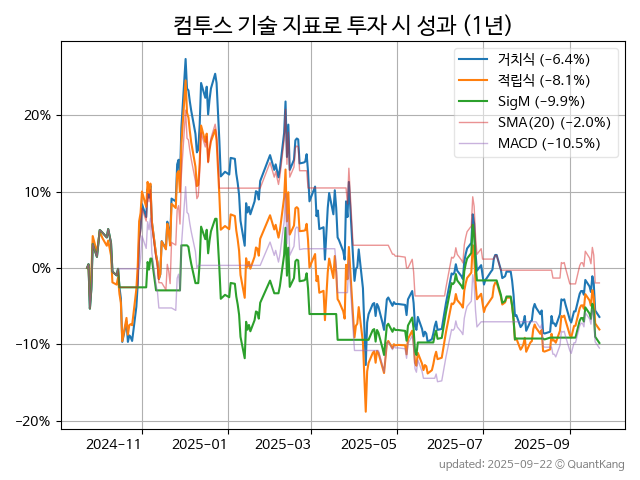 컴투스 기술 지표로 투자 시 성과 (1년)
거치식 (−6.4%)
적립식 (−8.1%)
SigM (−9.9%)
SMA(20) (−2.0%)
MACD (−10.5%)
20%
10%
0%
−10%
−20%
2024-11 2025-01 2025-03 2025-05 2025-07 2025-09
updated: 2025-09-22 © QuantKang